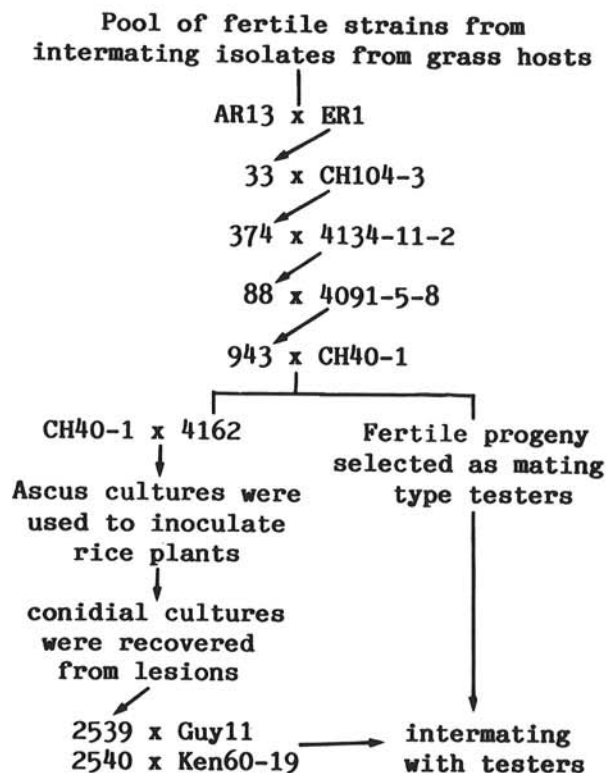 Pool of fertile strains from
intermating isolates from grass hosts
AR13 x ER1
33 x CH104-3
374 x 4134-11-2
88 x 4091-5-8
943 x CH40-1
CH40-1 x 4162
Ascus cultures were
used to inoculate
rice plants
conidial cultures
were recovered
from lesions
2539 x Guy11
2540 x Ken60-19
Fertile progeny
selected as mating
type testers
intermating
with testers